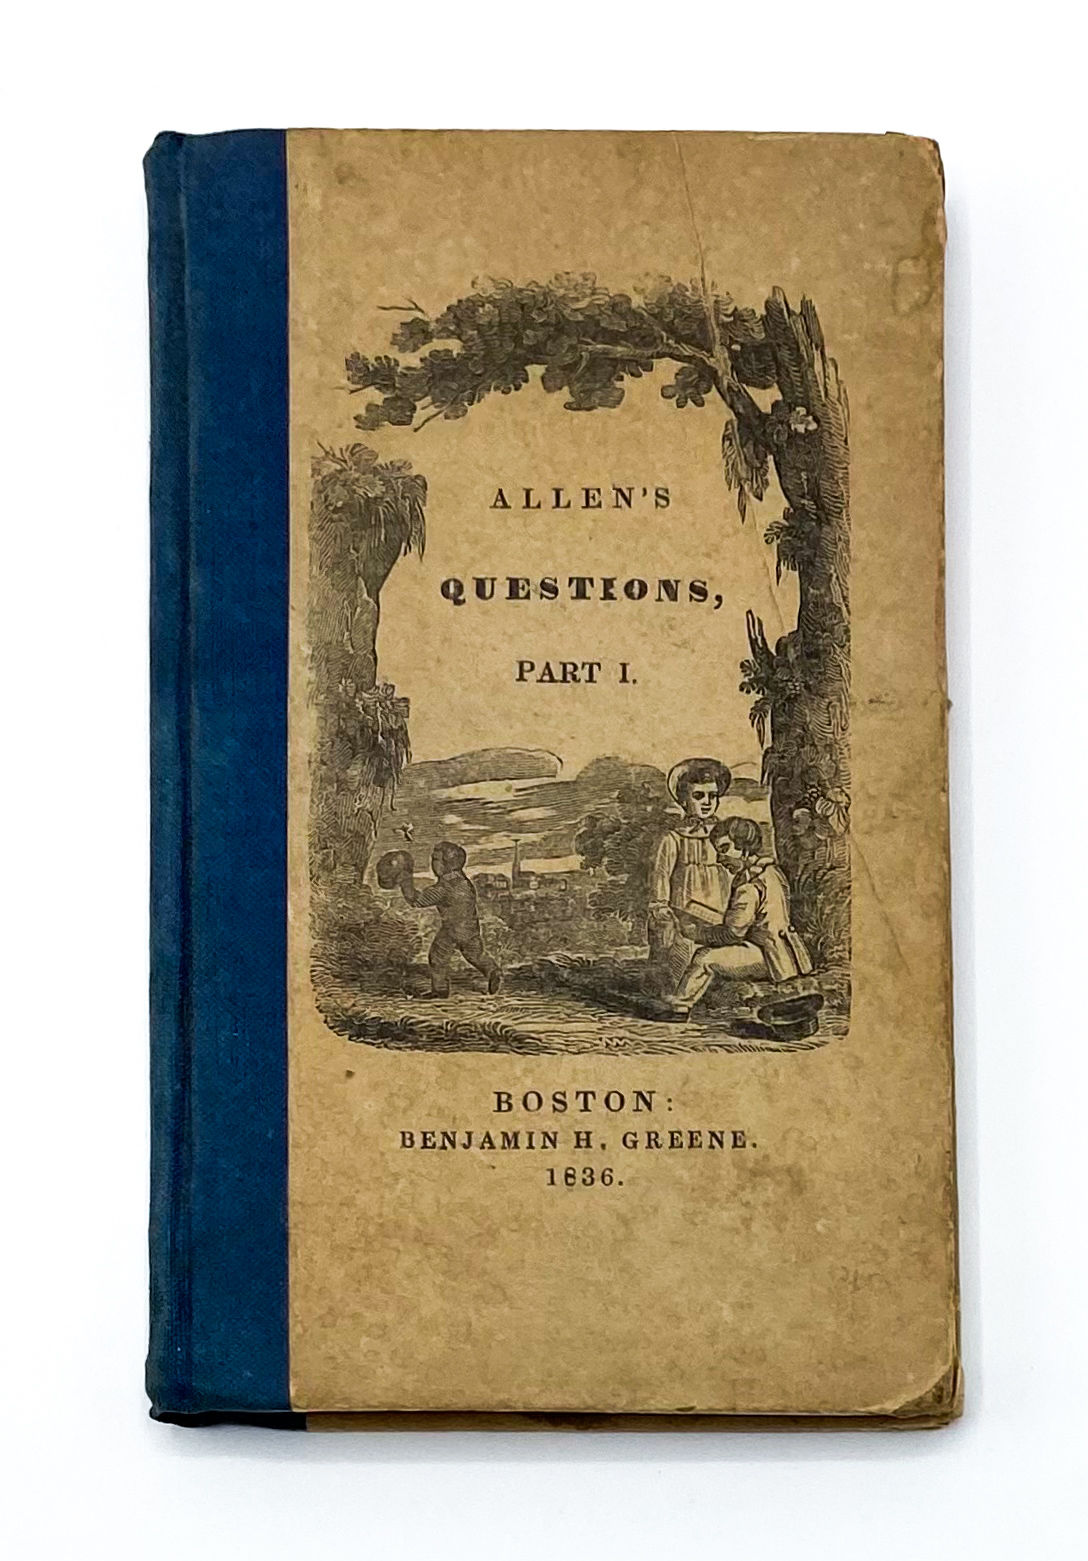 ALLEN'S
QUESTIONS,
PART I.
BOSTON:
BENJAMIN H. GREENE.
1836.